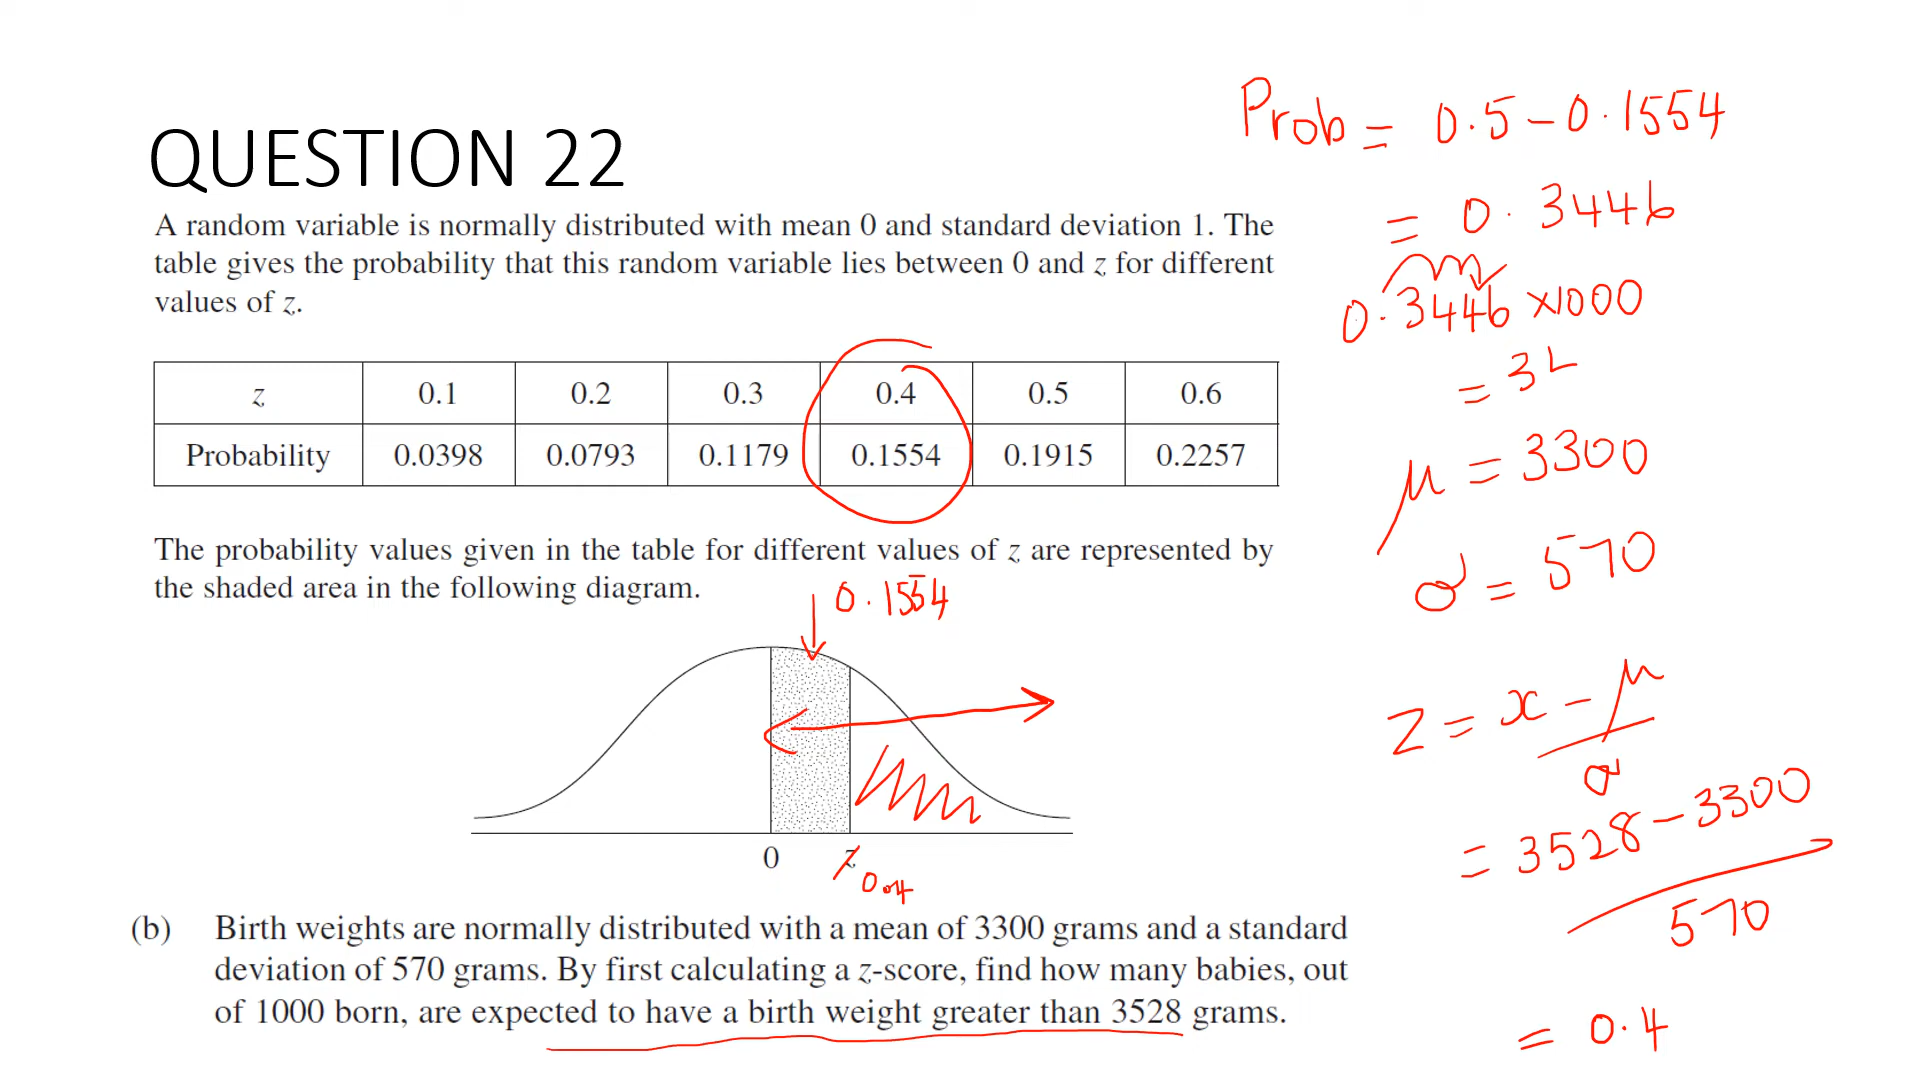 QUESTION 22
A random variable is normally distributed with mean 0 and standard deviation 1. The
table gives the probability that this random variable lies between 0 and z for different
values of z.
z 0.1 0.2 0.3 0.4 0.5 0.6
Probability 0.0398 0.0793 0.1179 0.1554 0.1915 0.2257
The probability values given in the table for different values of z are represented by
the shaded area in the following diagram.
0.1554
0 z
0.4
(b) Birth weights are normally distributed with a mean of 3300 grams and a standard
deviation of 570 grams. By first calculating a z-score, find how many babies, out
of 1000 born, are expected to have a birth weight greater than 3528 grams.
Prob = 0.5 - 0.1554
= 0.3446
0.3446 ×1000
= 3
μ = 3300
σ = 570
z = x - μ
σ
= 3528 - 3300
570
= 0.4